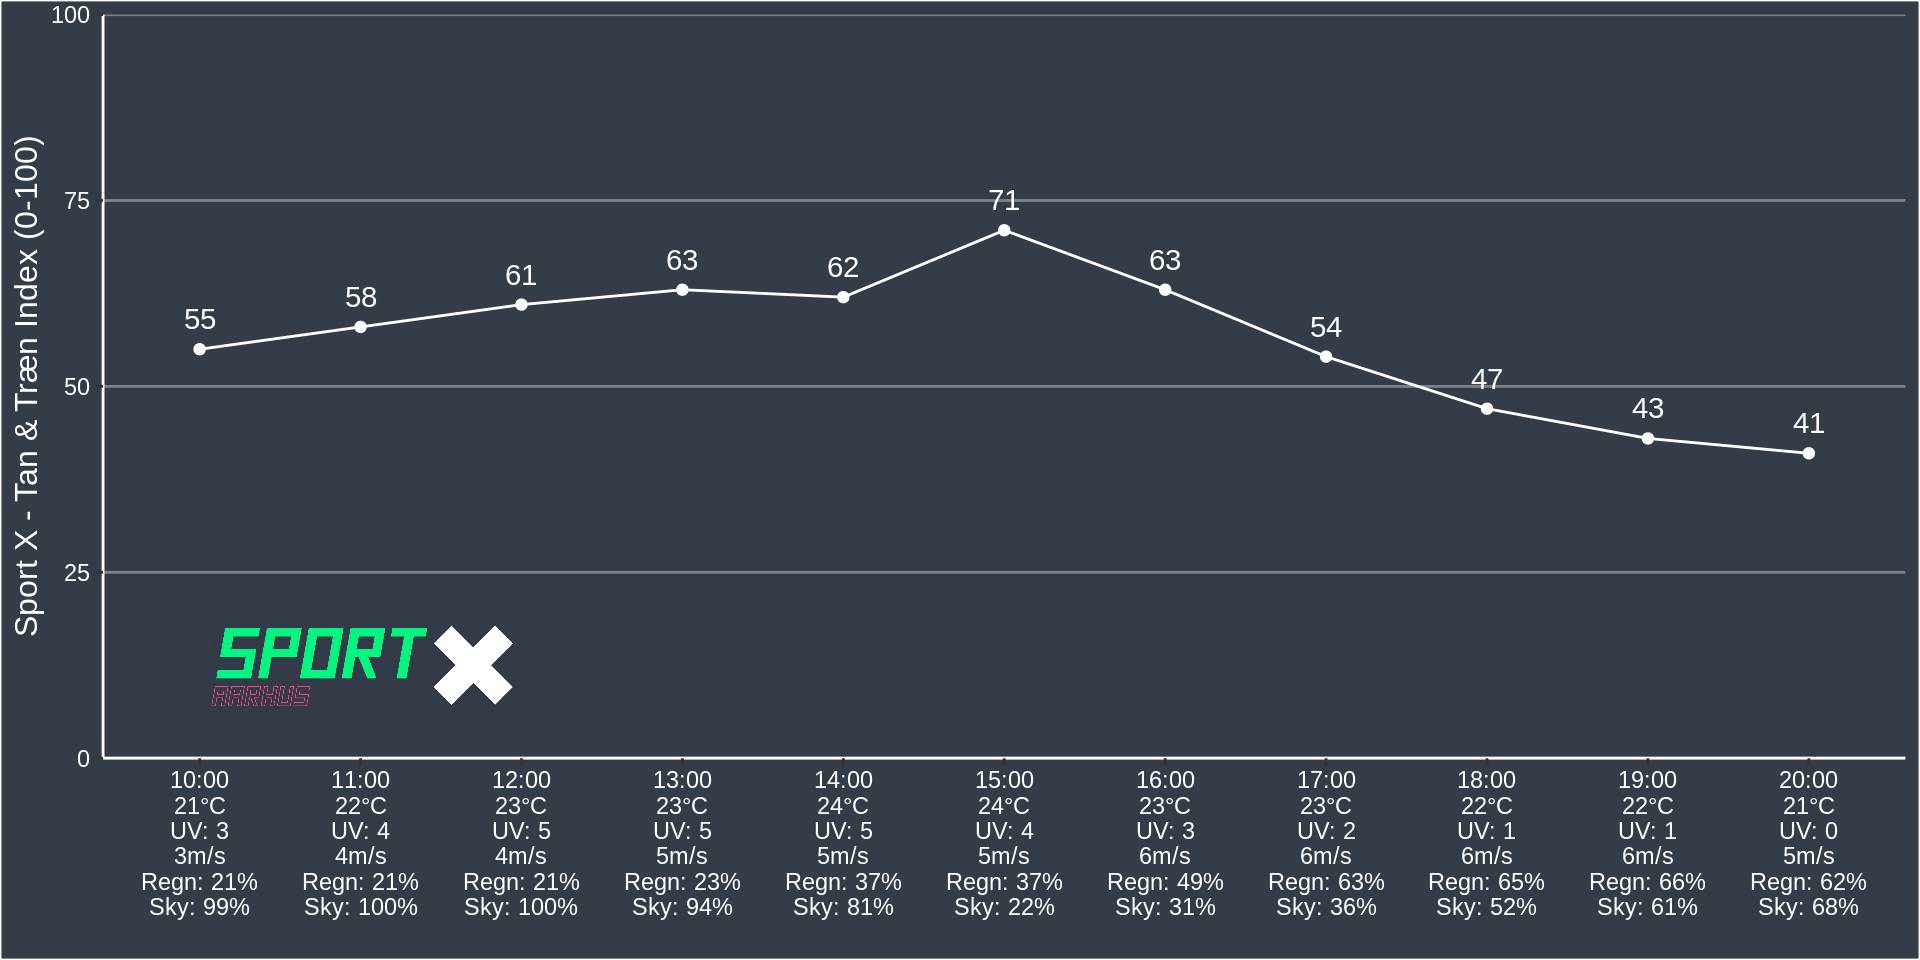 Sport X - Tan & Træn Index (0-100)
100
75
50
25
0
55
58
61
63
62
71
63
54
47
43
41
SPORT X
AARHUS
10:00
21°C
UV: 3
3m/s
Regn: 21%
Sky: 99%
11:00
22°C
UV: 4
4m/s
Regn: 21%
Sky: 100%
12:00
23°C
UV: 5
4m/s
Regn: 21%
Sky: 100%
13:00
23°C
UV: 5
5m/s
Regn: 23%
Sky: 94%
14:00
24°C
UV: 5
5m/s
Regn: 37%
Sky: 81%
15:00
24°C
UV: 4
5m/s
Regn: 37%
Sky: 22%
16:00
23°C
UV: 3
6m/s
Regn: 49%
Sky: 31%
17:00
23°C
UV: 2
6m/s
Regn: 63%
Sky: 36%
18:00
22°C
UV: 1
6m/s
Regn: 65%
Sky: 52%
19:00
22°C
UV: 1
6m/s
Regn: 66%
Sky: 61%
20:00
21°C
UV: 0
5m/s
Regn: 62%
Sky: 68%